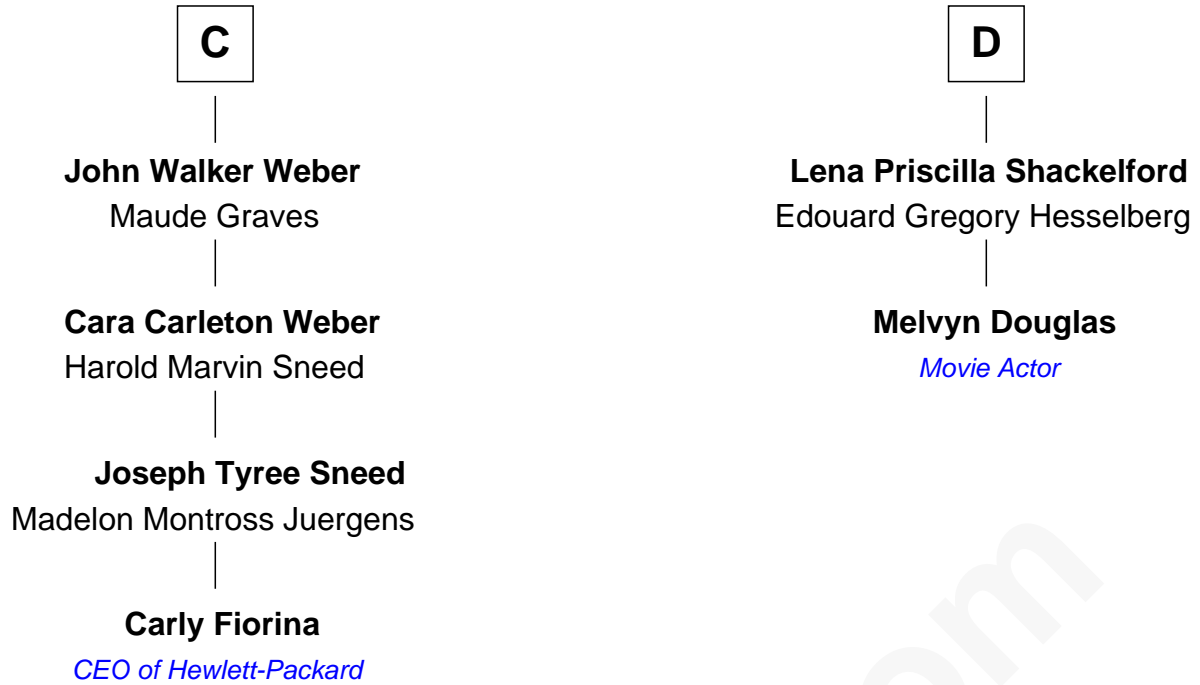 C
John Walker Weber
Maude Graves
Cara Carleton Weber
Harold Marvin Sneed
Joseph Tyree Sneed
Madelon Montross Juergens
Carly Fiorina
CEO of Hewlett-Packard
D
Lena Priscilla Shackelford
Edouard Gregory Hesselberg
Melvyn Douglas
Movie Actor
om